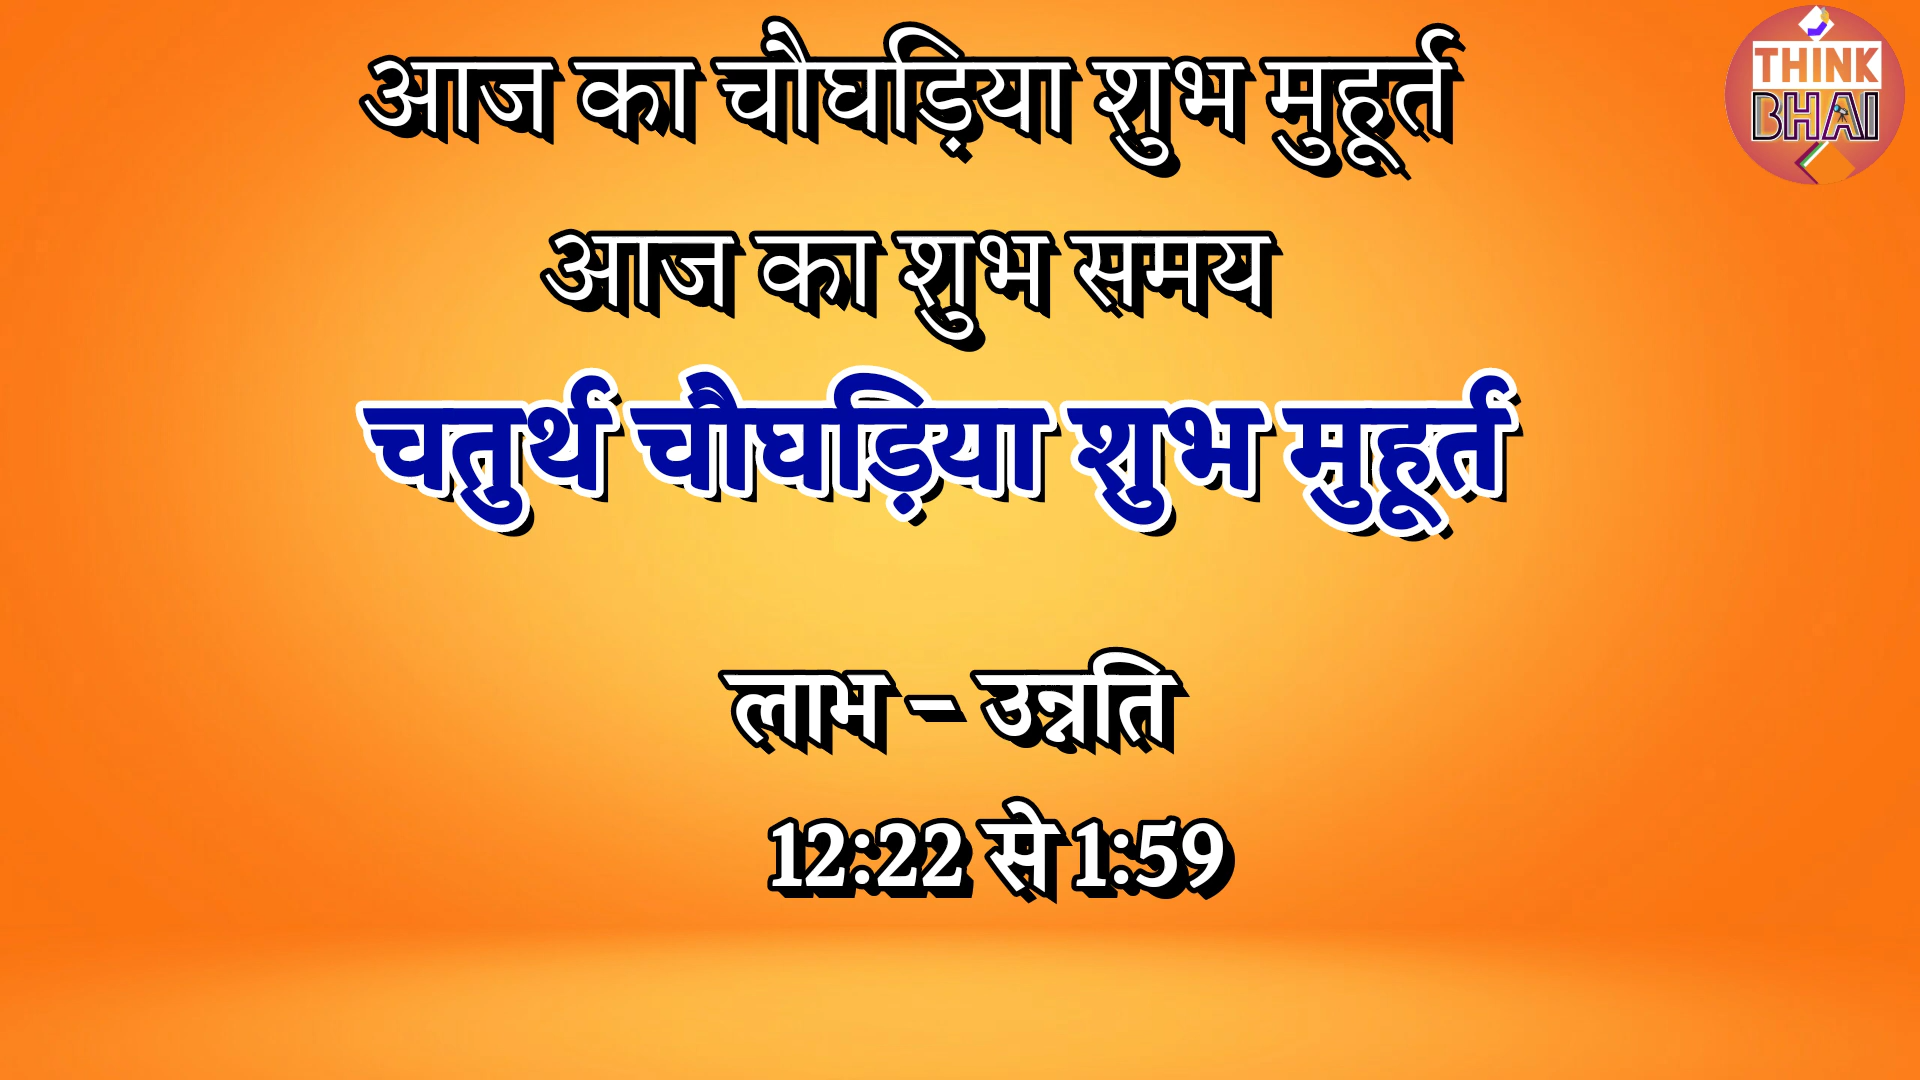 आज का चौघड़िया शुभ मुहूर्त
THINK
BHAI
आज का शुभ समय
चतुर्थ चौघड़िया शुभ मुहूर्त
लाभ – उन्नति
12:22 से 1:59